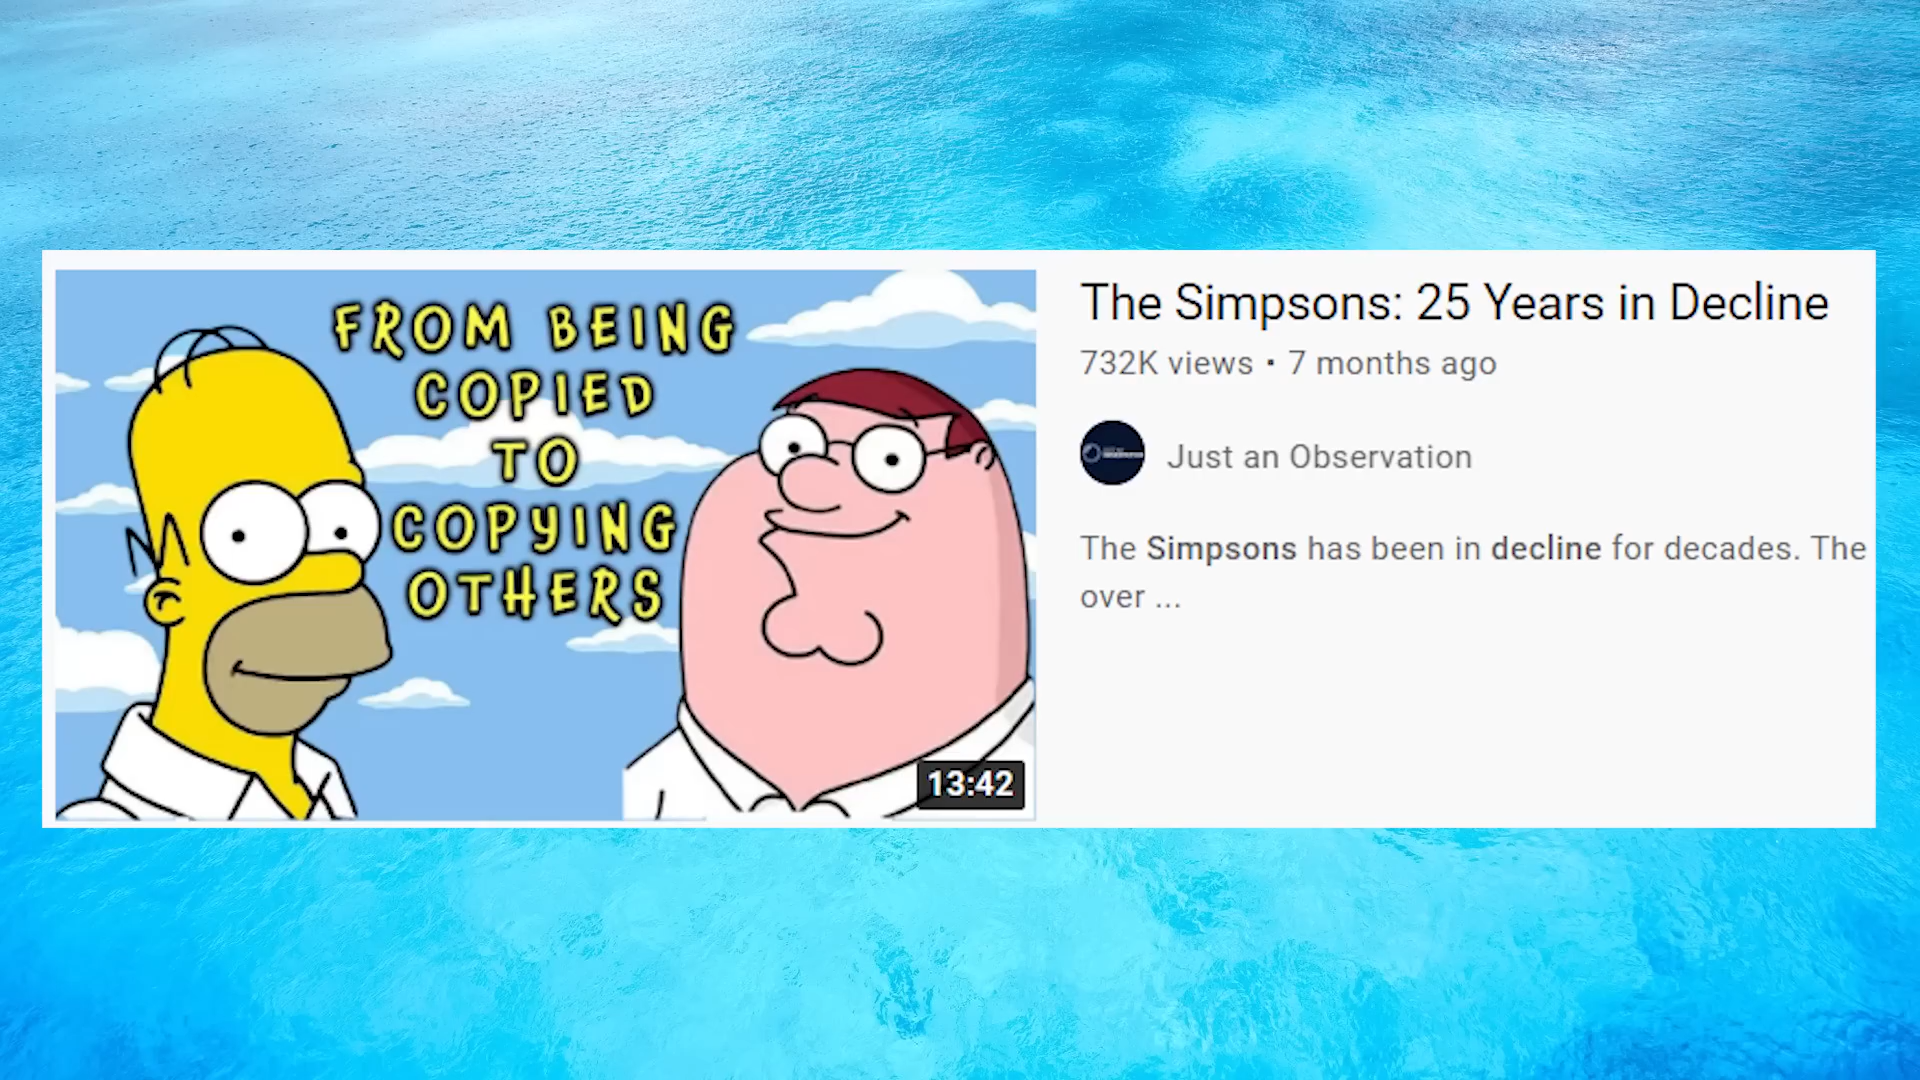 FROM BEING
COPIED
TO
COPYING
OTHERS
13:42
The Simpsons: 25 Years in Decline
732K views • 7 months ago
Just an Observation
The Simpsons has been in decline for decades. The
over ...